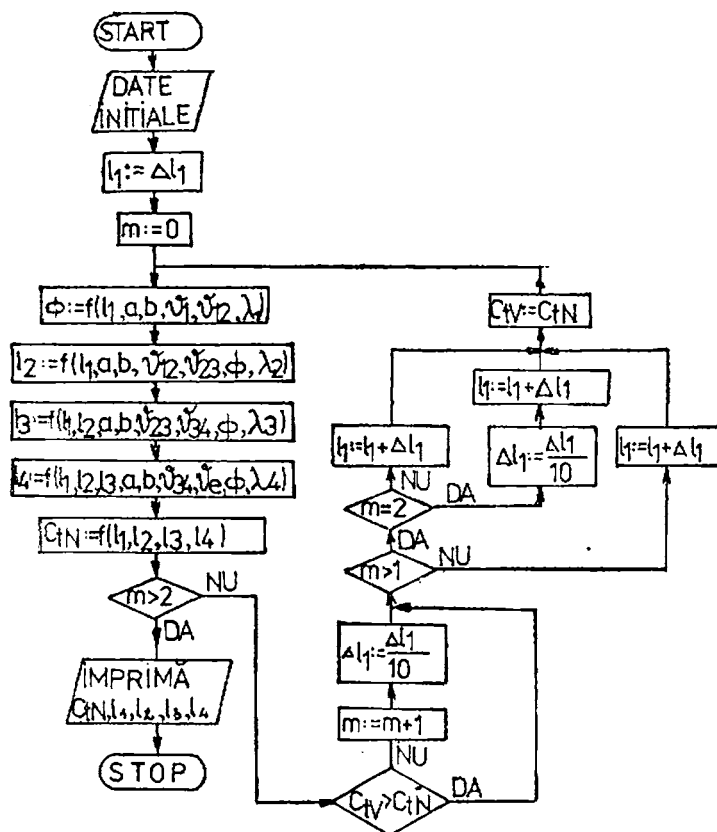 START
DATE
INITIALE
l1:=Δl1
m:=0
ϕ:=f(l1,a,b,ϑ1,ϑ12,λ1)
l2:=f(l1,a,b,ϑ12,ϑ23,ϕ,λ2)
l3:=f(l1,l2,a,b,ϑ23,ϑ34,ϕ,λ3)
l4:=f(l1,l2,l3,a,b,ϑ34,ϑe,ϕ,λ4)
CtN:=f(l1,l2,l3,l4)
m>2
NU
DA
IMPRIMĂ
CtN,l1,l2,l3,l4
STOP
CtV:=CtN
l1:=l1+Δl1
l1:=l1+Δl1
Δl1:=Δl1/10
l1:=l1+Δl1
NU
m=2
DA
DA
m>1
NU
Δl1:=Δl1/10
m:=m+1
NU
CtV>CtN
DA